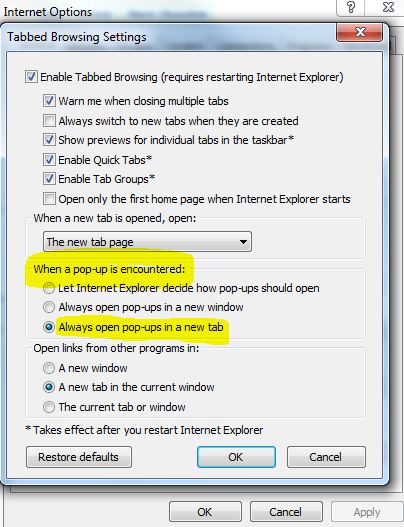 Internet Options
Tabbed Browsing Settings
Enable Tabbed Browsing (requires restarting Internet Explorer)
Warn me when closing multiple tabs
Always switch to new tabs when they are created
Show previews for individual tabs in the taskbar*
Enable Quick Tabs*
Enable Tab Groups*
Open only the first home page when Internet Explorer starts
When a new tab is opened, open:
The new tab page
When a pop-up is encountered:
Let Internet Explorer decide how pop-ups should open
Always open pop-ups in a new window
Always open pop-ups in a new tab
Open links from other programs in:
A new window
A new tab in the current window
The current tab or window
* Takes effect after you restart Internet Explorer
Restore defaults
OK
Cancel
OK
Cancel
Apply